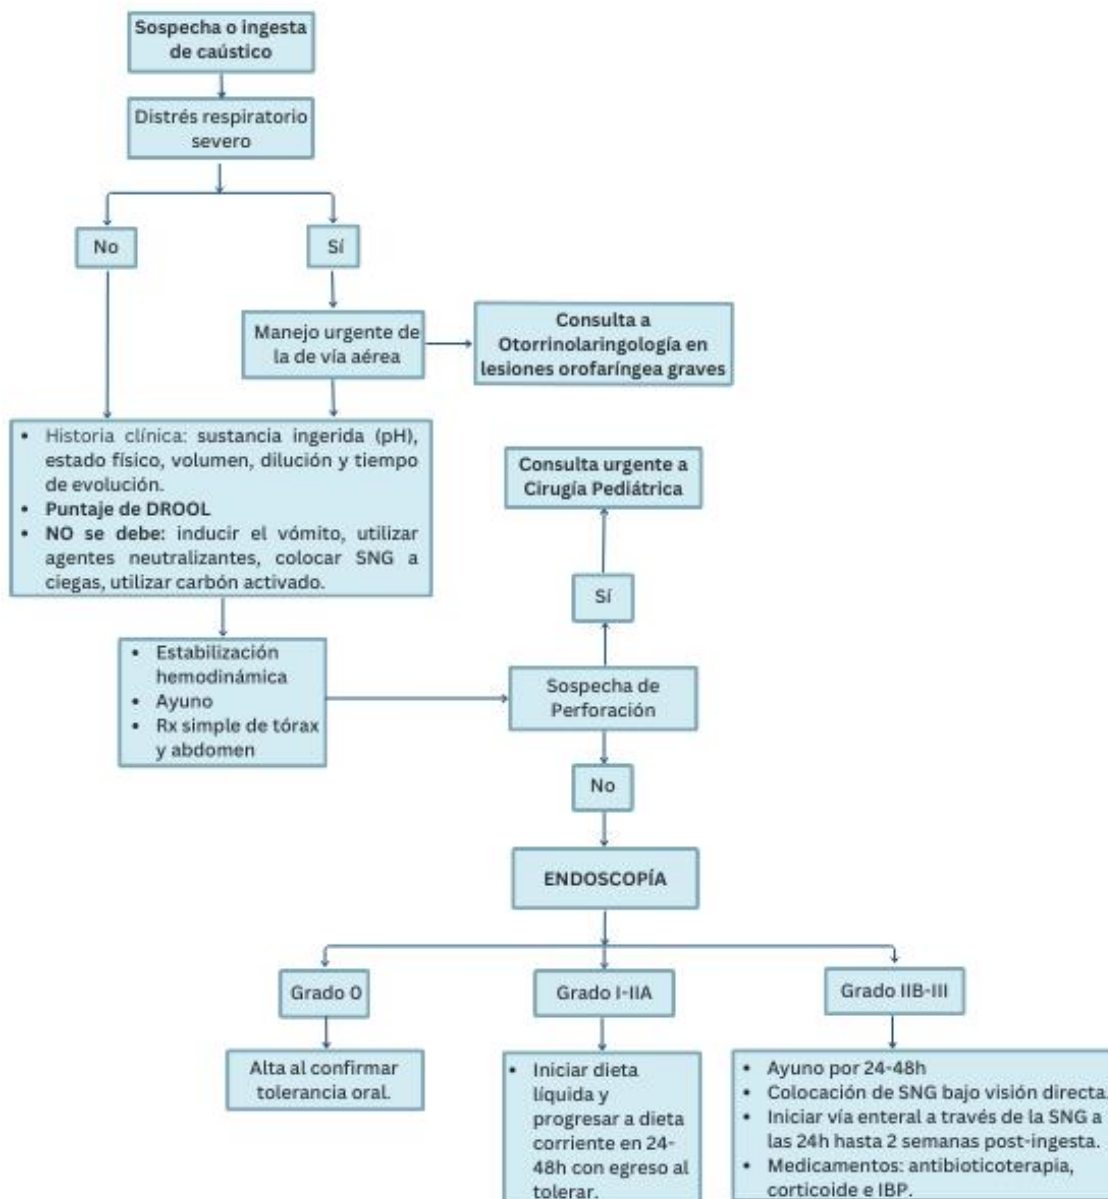 Sospecha o ingesta
de caústico
Distrés respiratorio
severo
No
Sí
Manejo urgente de
la de vía aérea
Consulta a
Otorrinolaringología en
lesiones orofaríngea graves
• Historia clínica: sustancia ingerida (pH),
estado físico, volumen, dilución y tiempo
de evolución.
• Puntaje de DROOL
• NO se debe: inducir el vómito, utilizar
agentes neutralizantes, colocar SNG a
ciegas, utilizar carbón activado.
Consulta urgente a
Cirugía Pediátrica
Sí
• Estabilización
hemodinámica
• Ayuno
• Rx simple de tórax
y abdomen
Sospecha de
Perforación
No
ENDOSCOPÍA
Grado 0
Grado I-IIA
Grado IIB-III
Alta al confirmar
tolerancia oral.
• Iniciar dieta
líquida y
progresar a dieta
corriente en 24-
48h con egreso al
tolerar.
• Ayuno por 24-48h
• Colocación de SNG bajo visión directa.
• Iniciar vía enteral a través de la SNG a
las 24h hasta 2 semanas post-ingesta.
• Medicamentos: antibioticoterapia,
corticoide e IBP.